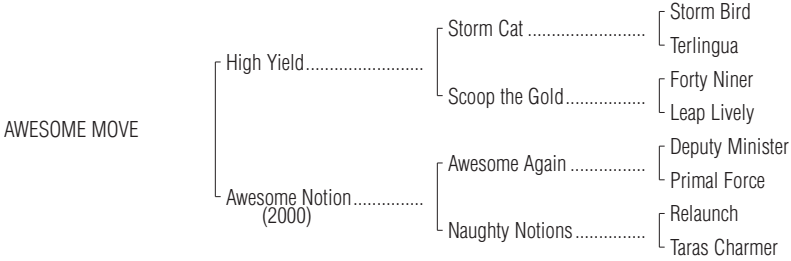 Storm Bird
Storm Cat ........................
Terlingua
High Yield........................
Forty Niner
Scoop the Gold................
Leap Lively
AWESOME MOVE
Deputy Minister
Awesome Again ...............
Primal Force
Awesome Notion..............
(2000)
Relaunch
Naughty Notions..............
Taras Charmer